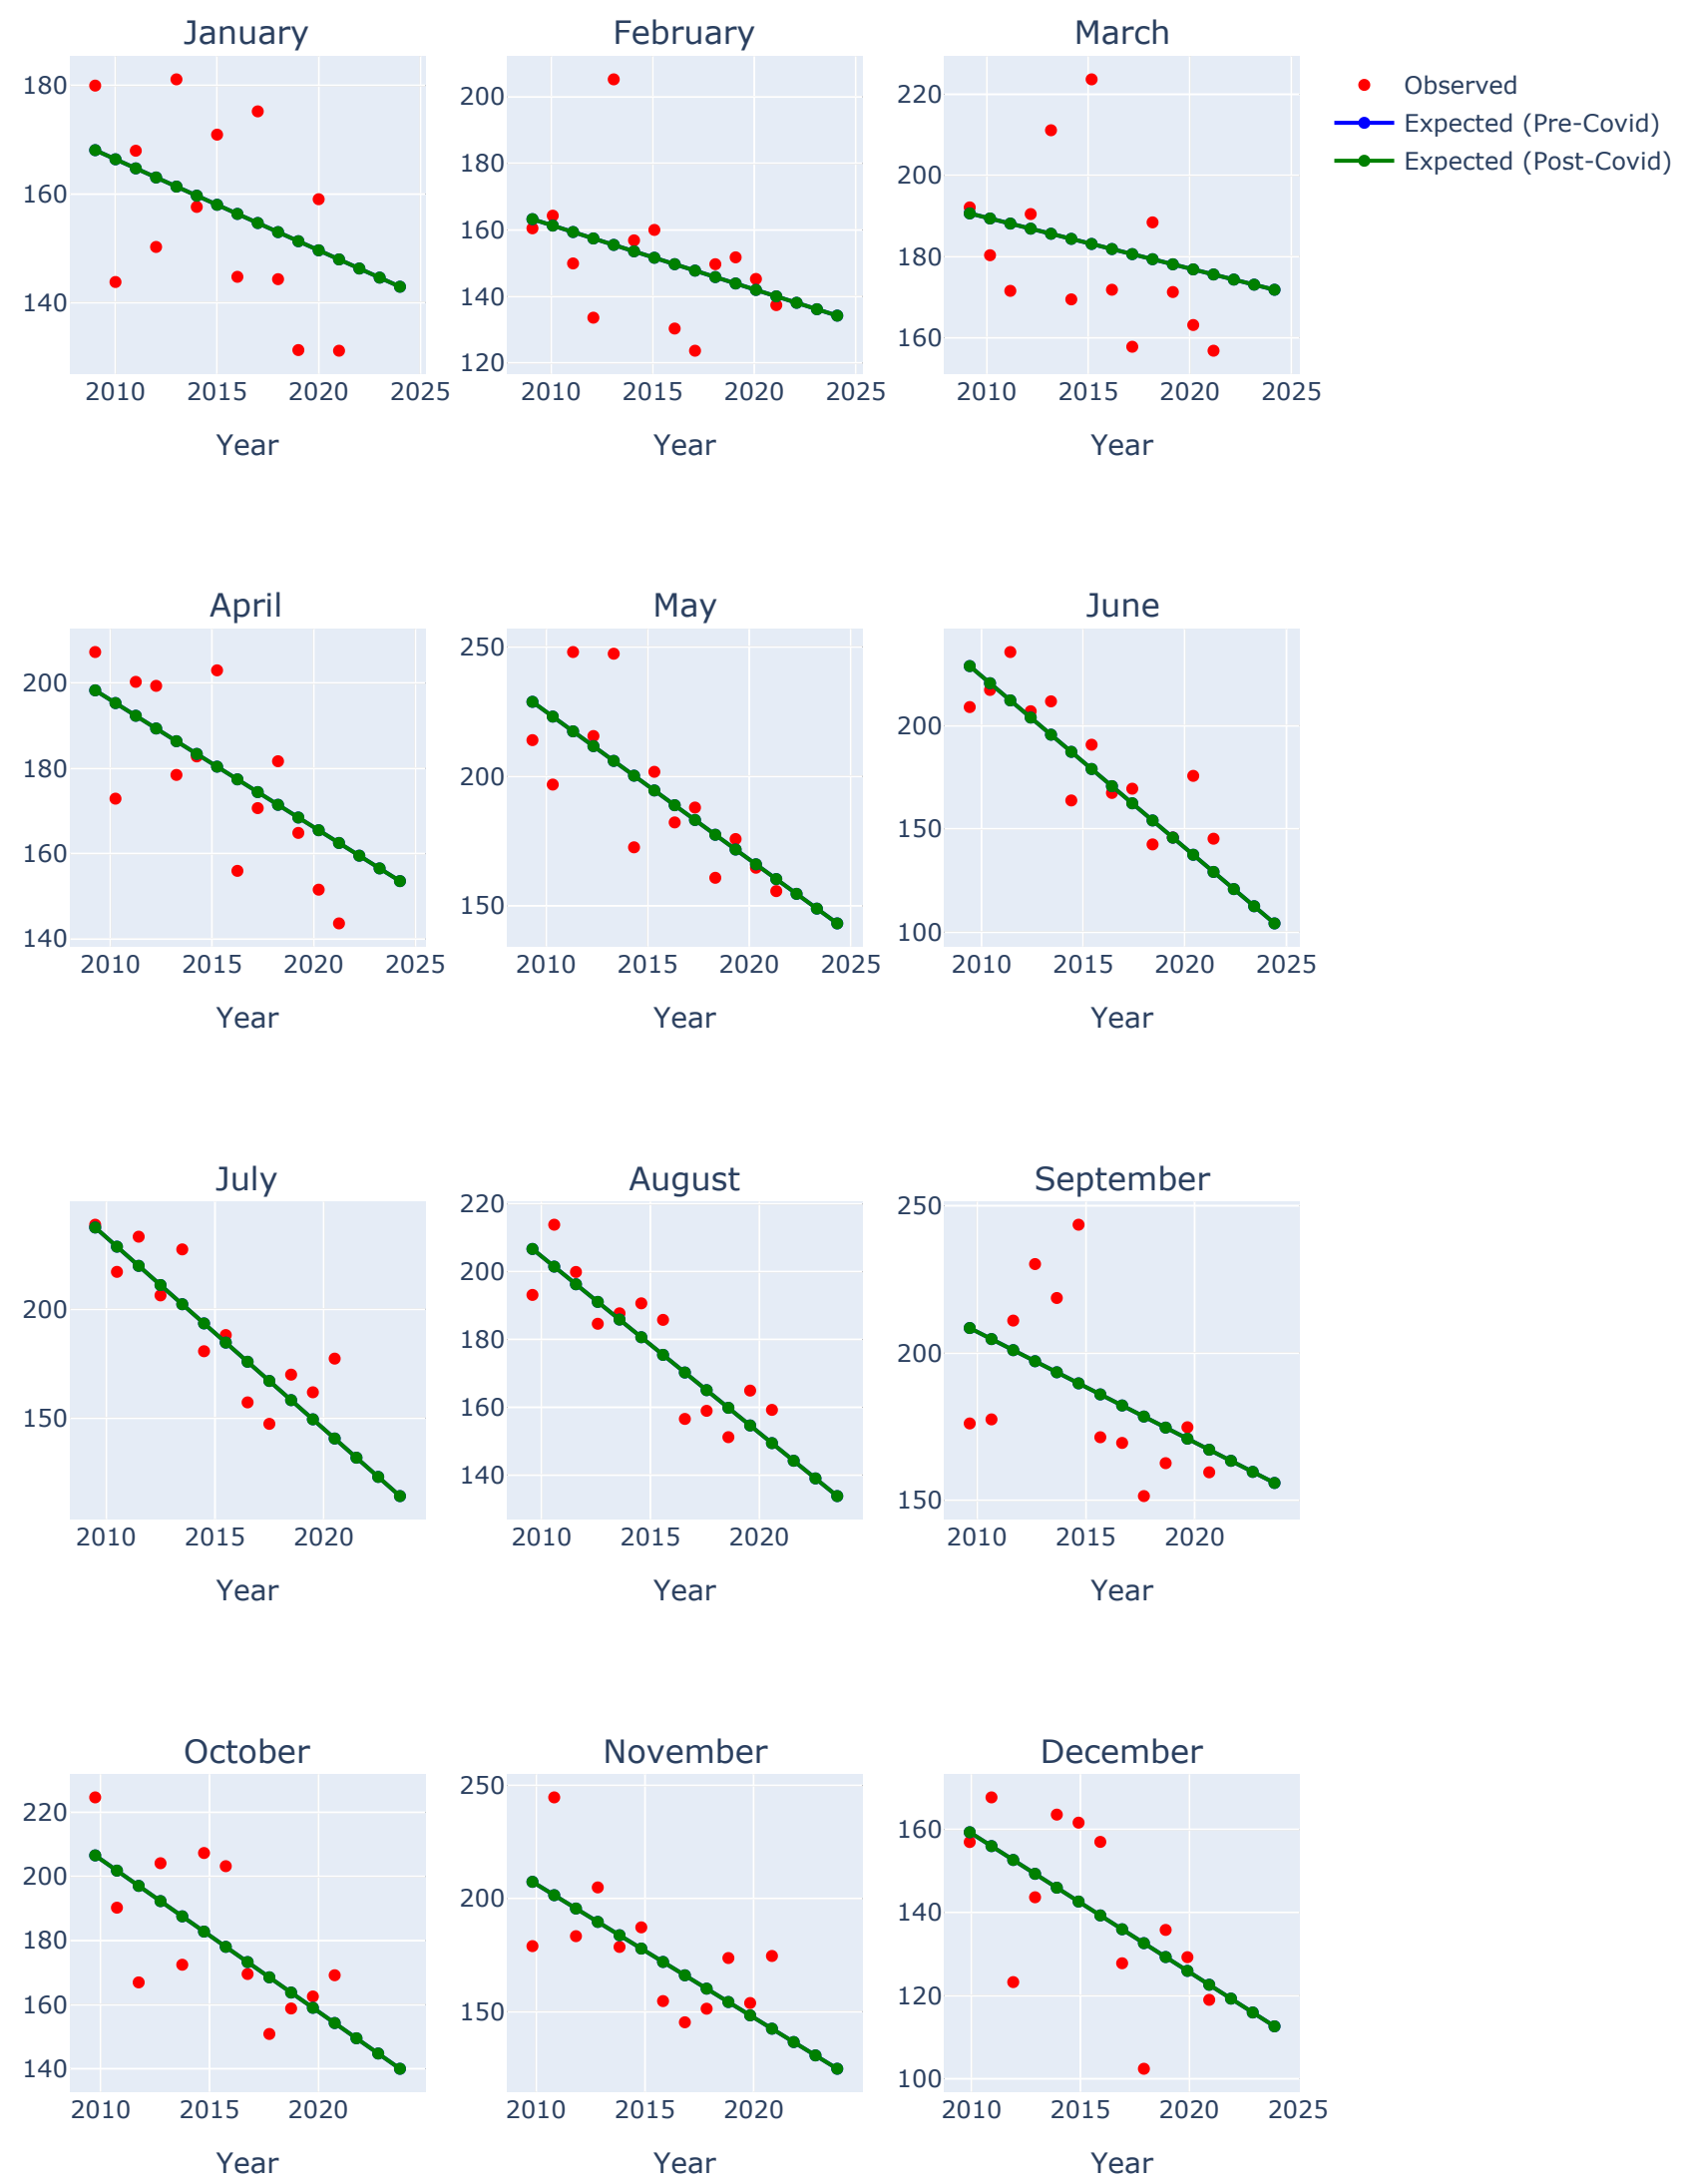 January
February
March
180
160
140
200
180
160
140
120
220
200
180
160
Observed
Expected (Pre-Covid)
Expected (Post-Covid)
2010 2015 2020 2025
2010 2015 2020 2025
2010 2015 2020 2025
Year
Year
Year
April
May
June
200
180
160
140
250
200
150
200
150
100
2010 2015 2020 2025
2010 2015 2020 2025
2010 2015 2020 2025
Year
Year
Year
July
August
September
200
150
220
200
180
160
140
250
200
150
2010 2015 2020
2010 2015 2020
2010 2015 2020
Year
Year
Year
October
November
December
220
200
180
160
140
250
200
150
160
140
120
100
2010 2015 2020
2010 2015 2020
2010 2015 2020 2025
Year
Year
Year